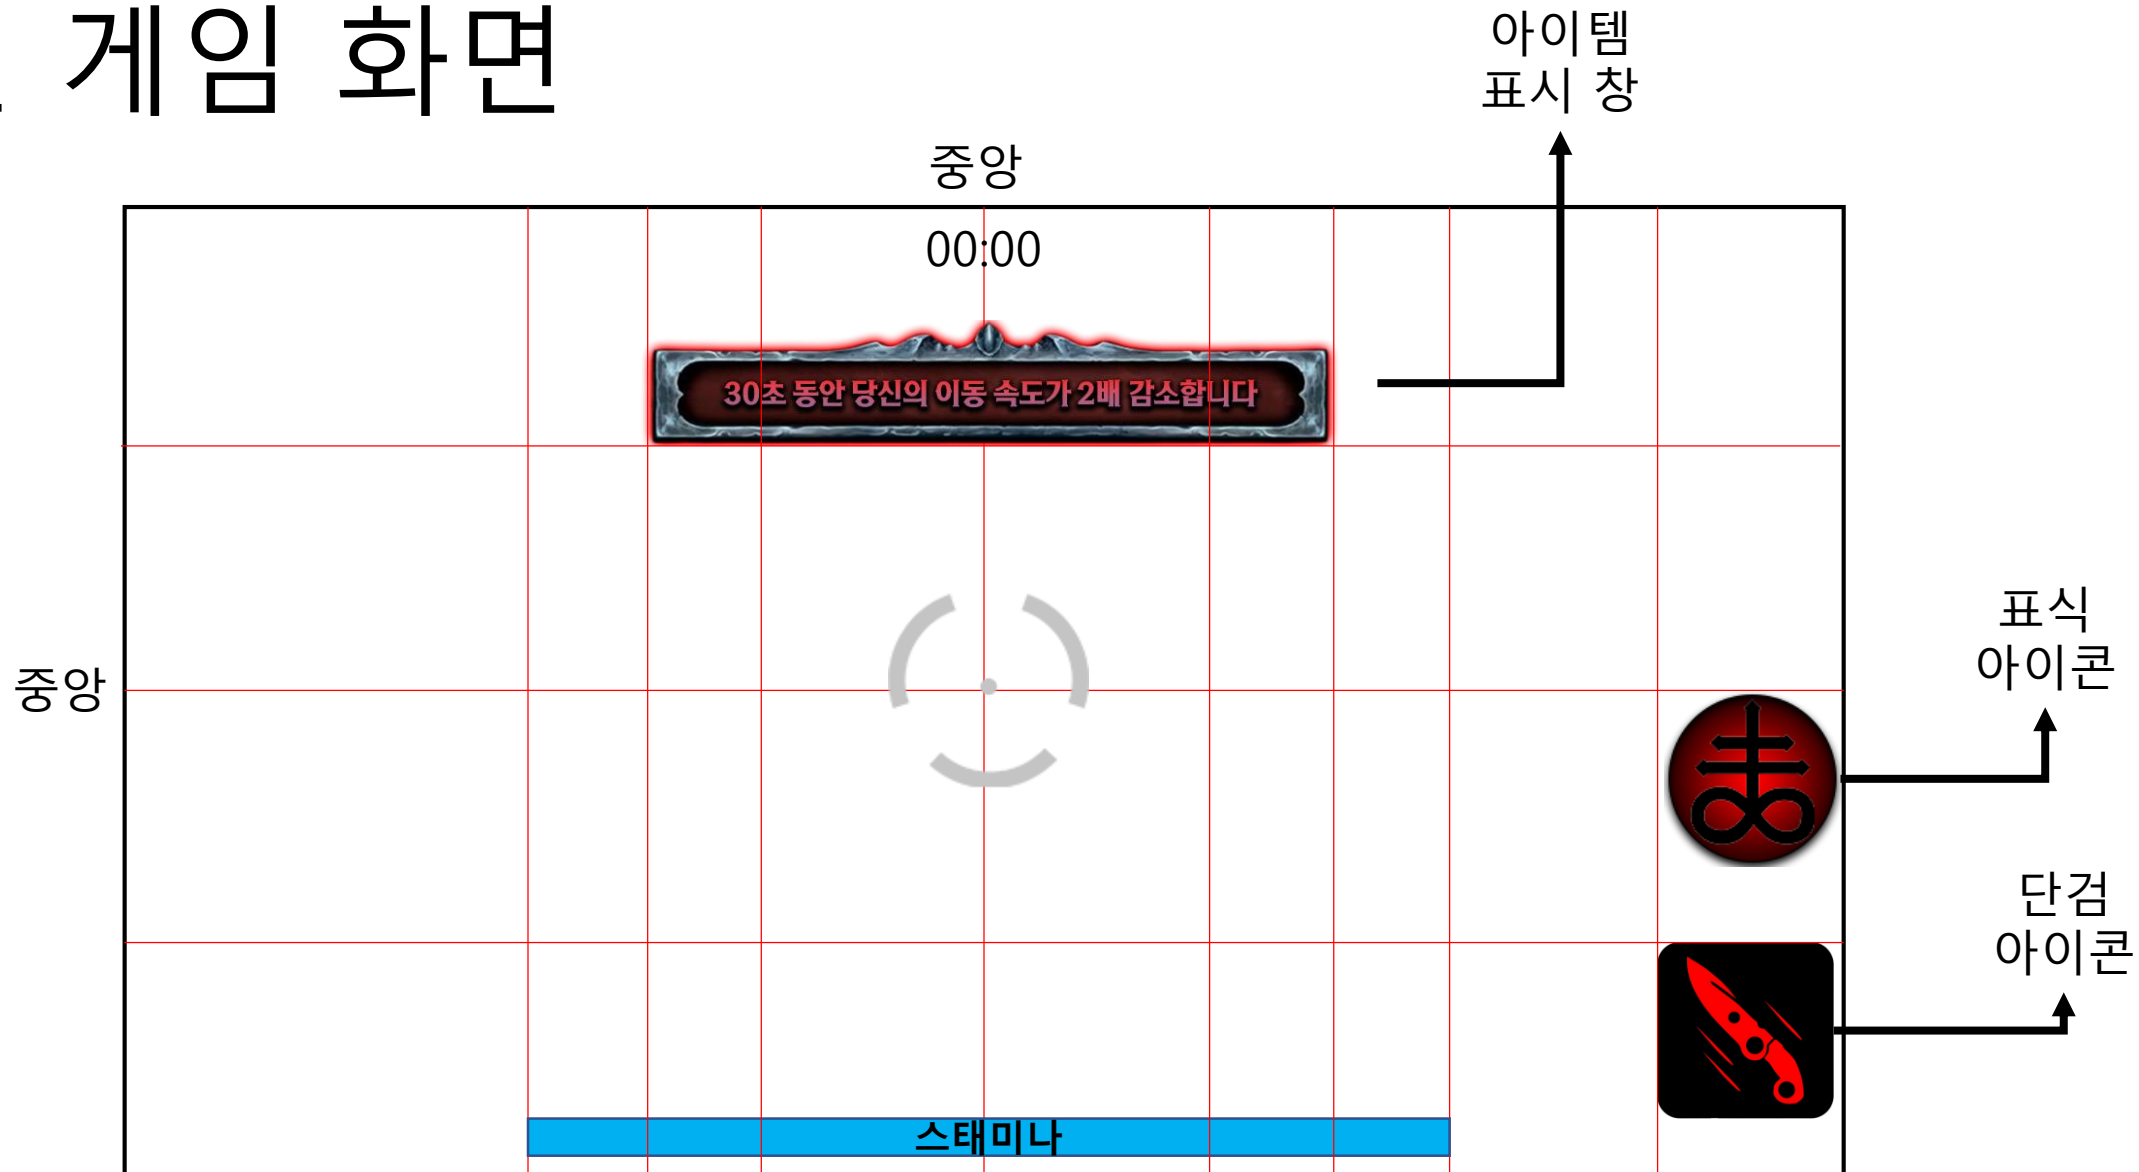 게임 화면
아이템
표시 창
중앙
00:00
30초 동안 당신의 이동 속도가 2배 감소합니다
표식
아이콘
중앙
단검
아이콘
스태미나